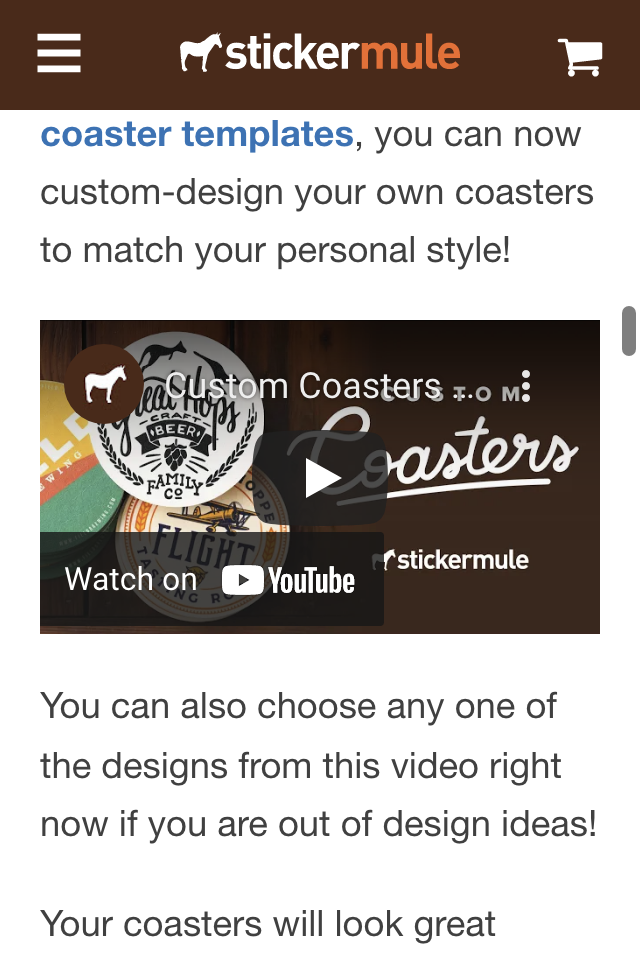 stickermule
coaster templates, you can now
custom-design your own coasters
to match your personal style!
Custom Coasters ...
Great Hops
CRAFT
BEER
FAMILY
CO
FLIGHT
Coasters
stickermule
Watch on YouTube
You can also choose any one of
the designs from this video right
now if you are out of design ideas!
Your coasters will look great